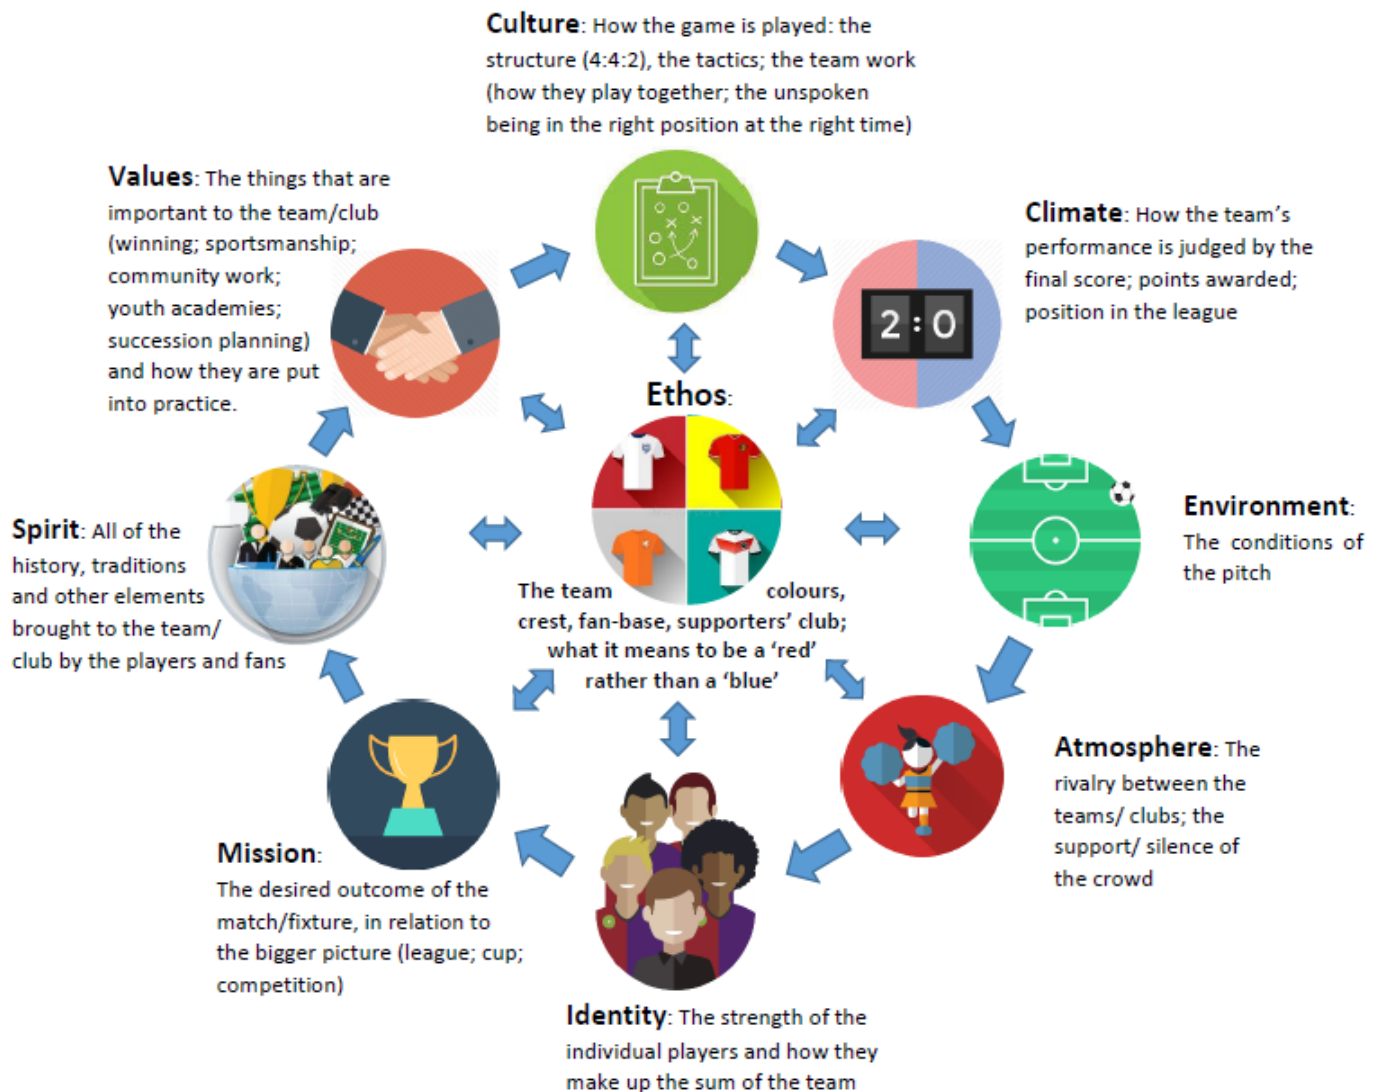 Culture: How the game is played: the
structure (4:4:2), the tactics; the team work
(how they play together; the unspoken
being in the right position at the right time)
Values: The things that are
important to the team/club
(winning; sportsmanship;
community work;
youth academies;
succession planning)
and how they are put
into practice.
Climate: How the team's
performance is judged by the
final score; points awarded;
position in the league
2:0
Ethos:
The team colours,
crest, fan-base, supporters' club;
what it means to be a 'red'
rather than a 'blue'
Spirit: All of the
history, traditions
and other elements
brought to the team/
club by the players and fans
Environment:
The conditions of
the pitch
Atmosphere: The
rivalry between the
teams/ clubs; the
support/ silence of
the crowd
Mission:
The desired outcome of the
match/fixture, in relation to
the bigger picture (league; cup;
competition)
Identity: The strength of the
individual players and how they
make up the sum of the team